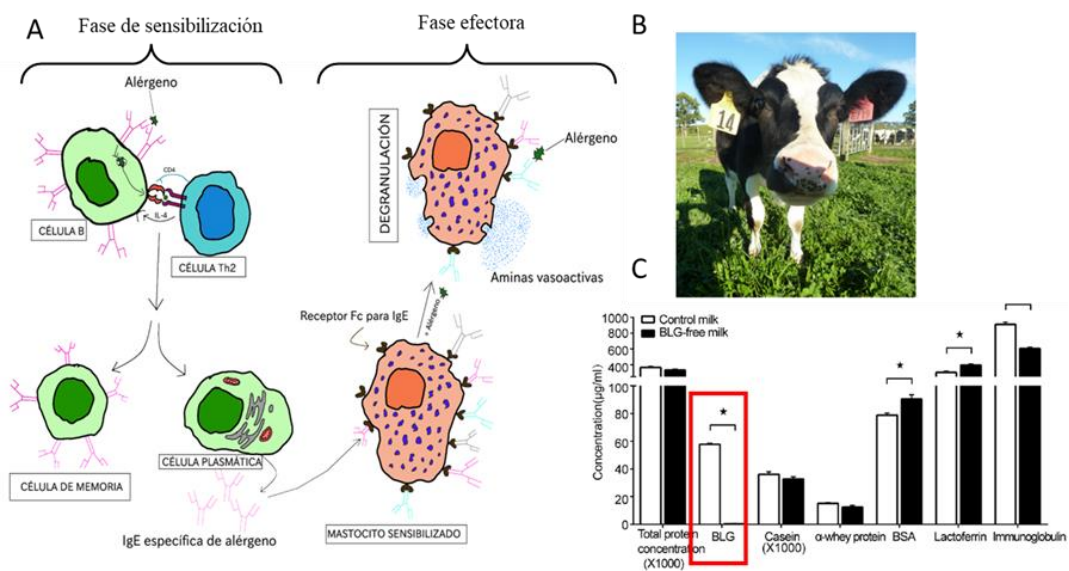 A
Fase de sensibilización
Fase efectora
Alérgeno
CD4
IL-4
CÉLULA B
CÉLULA Th2
CÉLULA DE MEMORIA
CÉLULA PLASMÁTICA
IgE específica de alérgeno
DEGRANULACIÓN
Alérgeno
Aminas vasoactivas
Receptor Fc para IgE
+ Alérgeno
MASTOCITO SENSIBILIZADO
B
14
C
Control milk
BLG-free milk
Concentration(µg/ml)
1000
800
600
400
200
100
80
60
40
20
0
★
★
★
Total protein
concentration
(X1000)
BLG
Casein
(X1000)
α-whey protein
BSA
Lactoferrin
Immunoglobulin